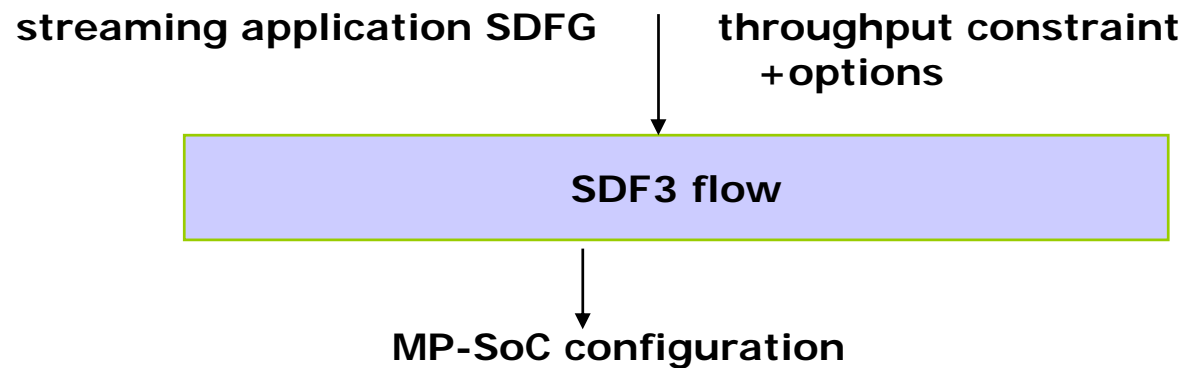 streaming application SDFG
throughput constraint
+options
SDF3 flow
MP-SoC configuration